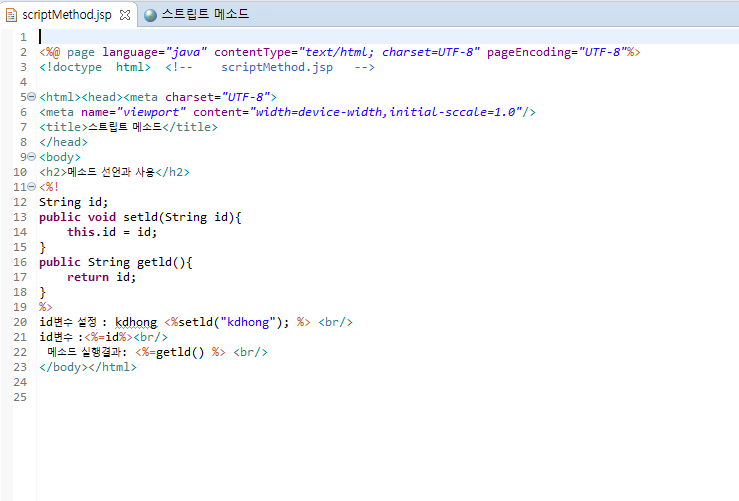 scriptMethod.jsp 스트립트 메소드
1
2 <%@ page language="java" contentType="text/html; charset=UTF-8" pageEncoding="UTF-8"%>
3 <!doctype html> <!-- scriptMethod.jsp -->
4
5 <html><head><meta charset="UTF-8">
6 <meta name="viewport" content="width=device-width,initial-sccale=1.0"/>
7 <title>스트립트 메소드</title>
8 </head>
9 <body>
10 <h2>메소드 선언과 사용</h2>
11 <%!
12 String id;
13 public void setld(String id){
14 this.id = id;
15 }
16 public String getld(){
17 return id;
18 }
19 %>
20 id변수 설정 : kdhong <%setld("kdhong"); %> <br/>
21 id변수 :<%=id%><br/>
22 메소드 실행결과: <%=getld() %> <br/>
23 </body></html>
24
25